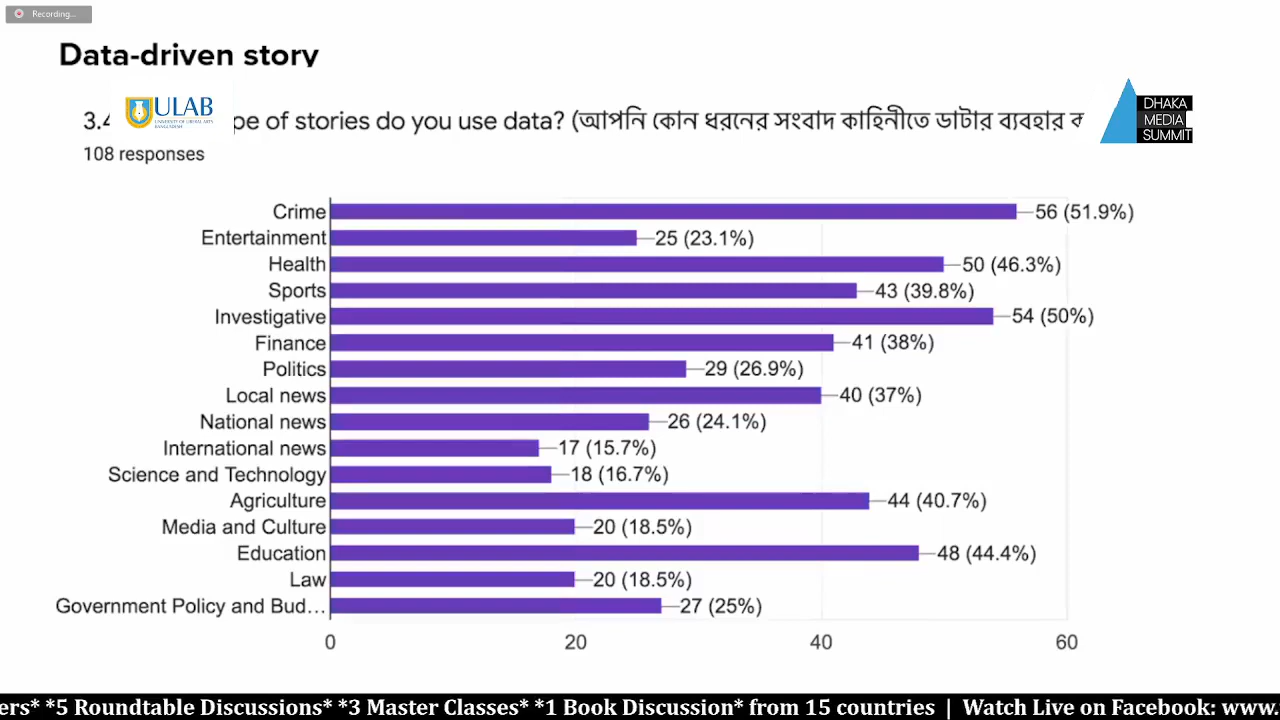 Recording...
Data-driven story
ULAB
UNIVERSITY OF LIBERAL ARTS
BANGLADESH
of stories do you use data? (আপনি কোন ধরনের সংবাদ কাহিনীতে ডাটার ব্যবহার
DHAKA
MEDIA
SUMMIT
108 responses
Crime 56 (51.9%)
Entertainment 25 (23.1%)
Health 50 (46.3%)
Sports 43 (39.8%)
Investigative 54 (50%)
Finance 41 (38%)
Politics 29 (26.9%)
Local news 40 (37%)
National news 26 (24.1%)
International news 17 (15.7%)
Science and Technology 18 (16.7%)
Agriculture 44 (40.7%)
Media and Culture 20 (18.5%)
Education 48 (44.4%)
Law 20 (18.5%)
Government Policy and Bud... 27 (25%)
0 20 40 60
ers* *5 Roundtable Discussions* *3 Master Classes* *1 Book Discussion* from 15 countries | Watch Live on Facebook: www.